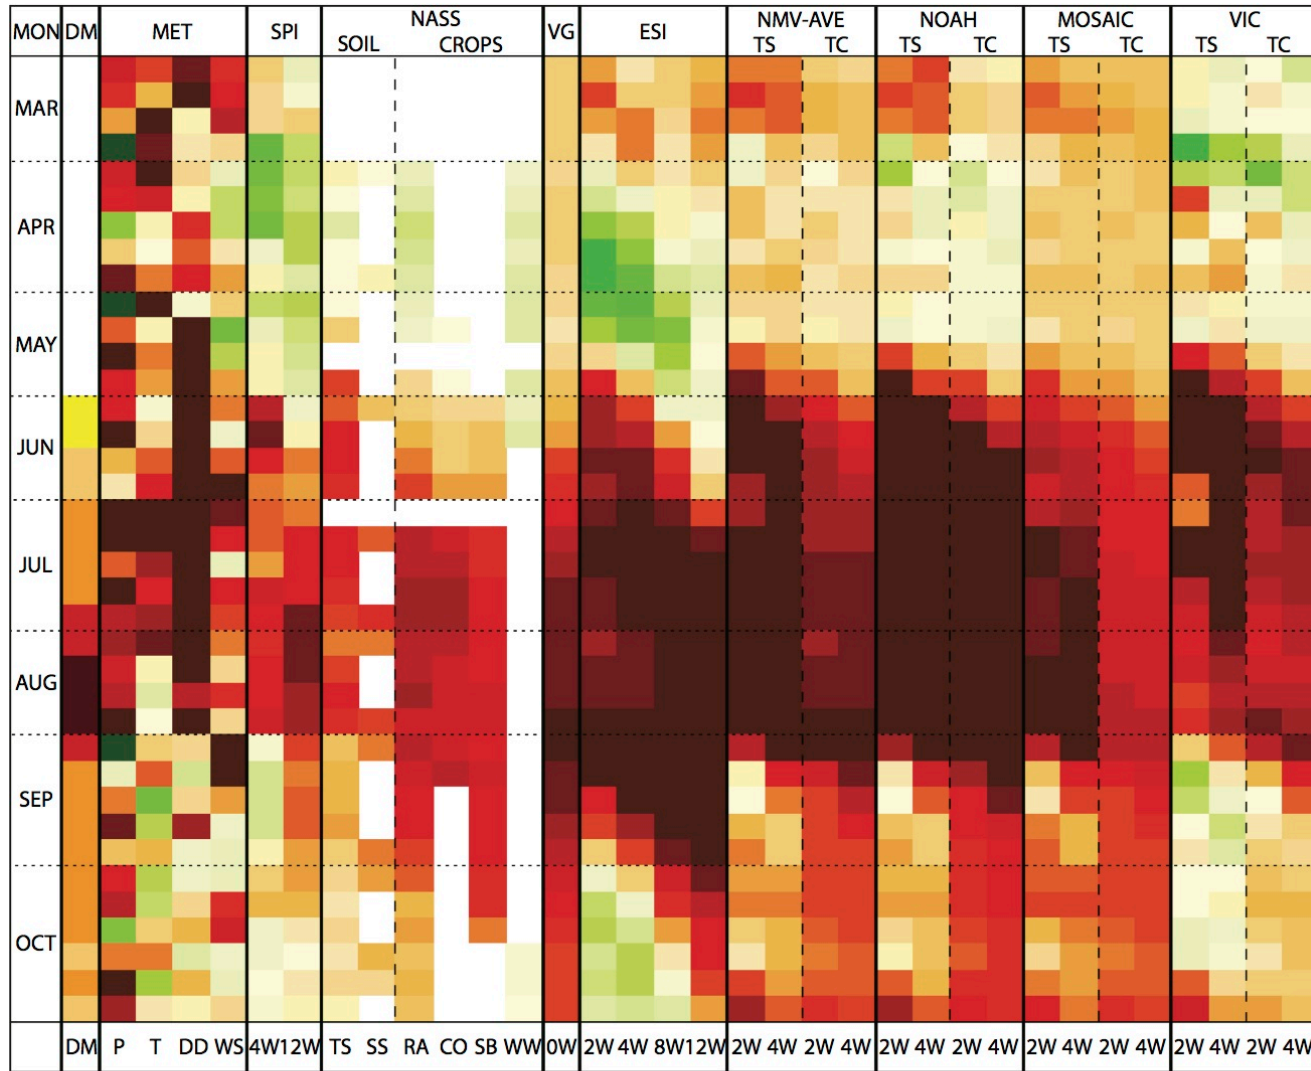 MON DM MET SPI NASS VG ESI NMV-AVE NOAH MOSAIC VIC
SOIL CROPS TS TC TS TC TS TC TS TC
MAR
APR
MAY
JUN
JUL
AUG
SEP
OCT
DM P T DD WS 4W 12W TS SS RA CO SB WW 0W 2W 4W 8W 12W 2W 4W 2W 4W 2W 4W 2W 4W 2W 4W 2W 4W 2W 4W 2W 4W